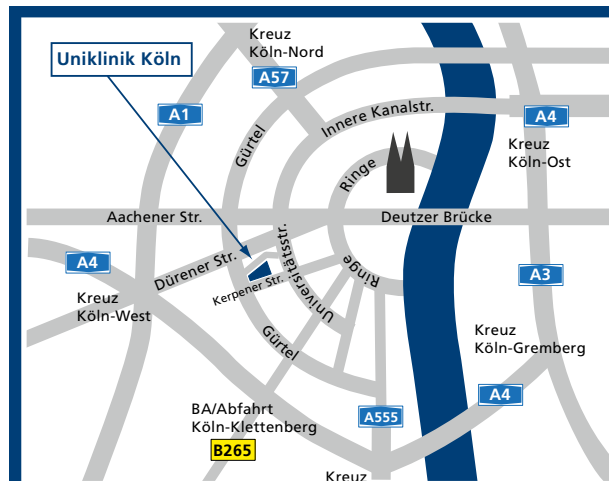 Kreuz
Köln-Nord
Uniklinik Köln
A57
A1
Innere Kanalstr.
A4
Gürtel
Kreuz
Köln-Ost
Ringe
Aachener Str.
Deutzer Brücke
Universitätsstr.
A4
Dürener Str.
Ringe
A3
Kreuz
Köln-West
Kerpener Str.
Gürtel
Kreuz
Köln-Gremberg
A4
BA/Abfahrt
Köln-Klettenberg
A555
B265
Kreuz